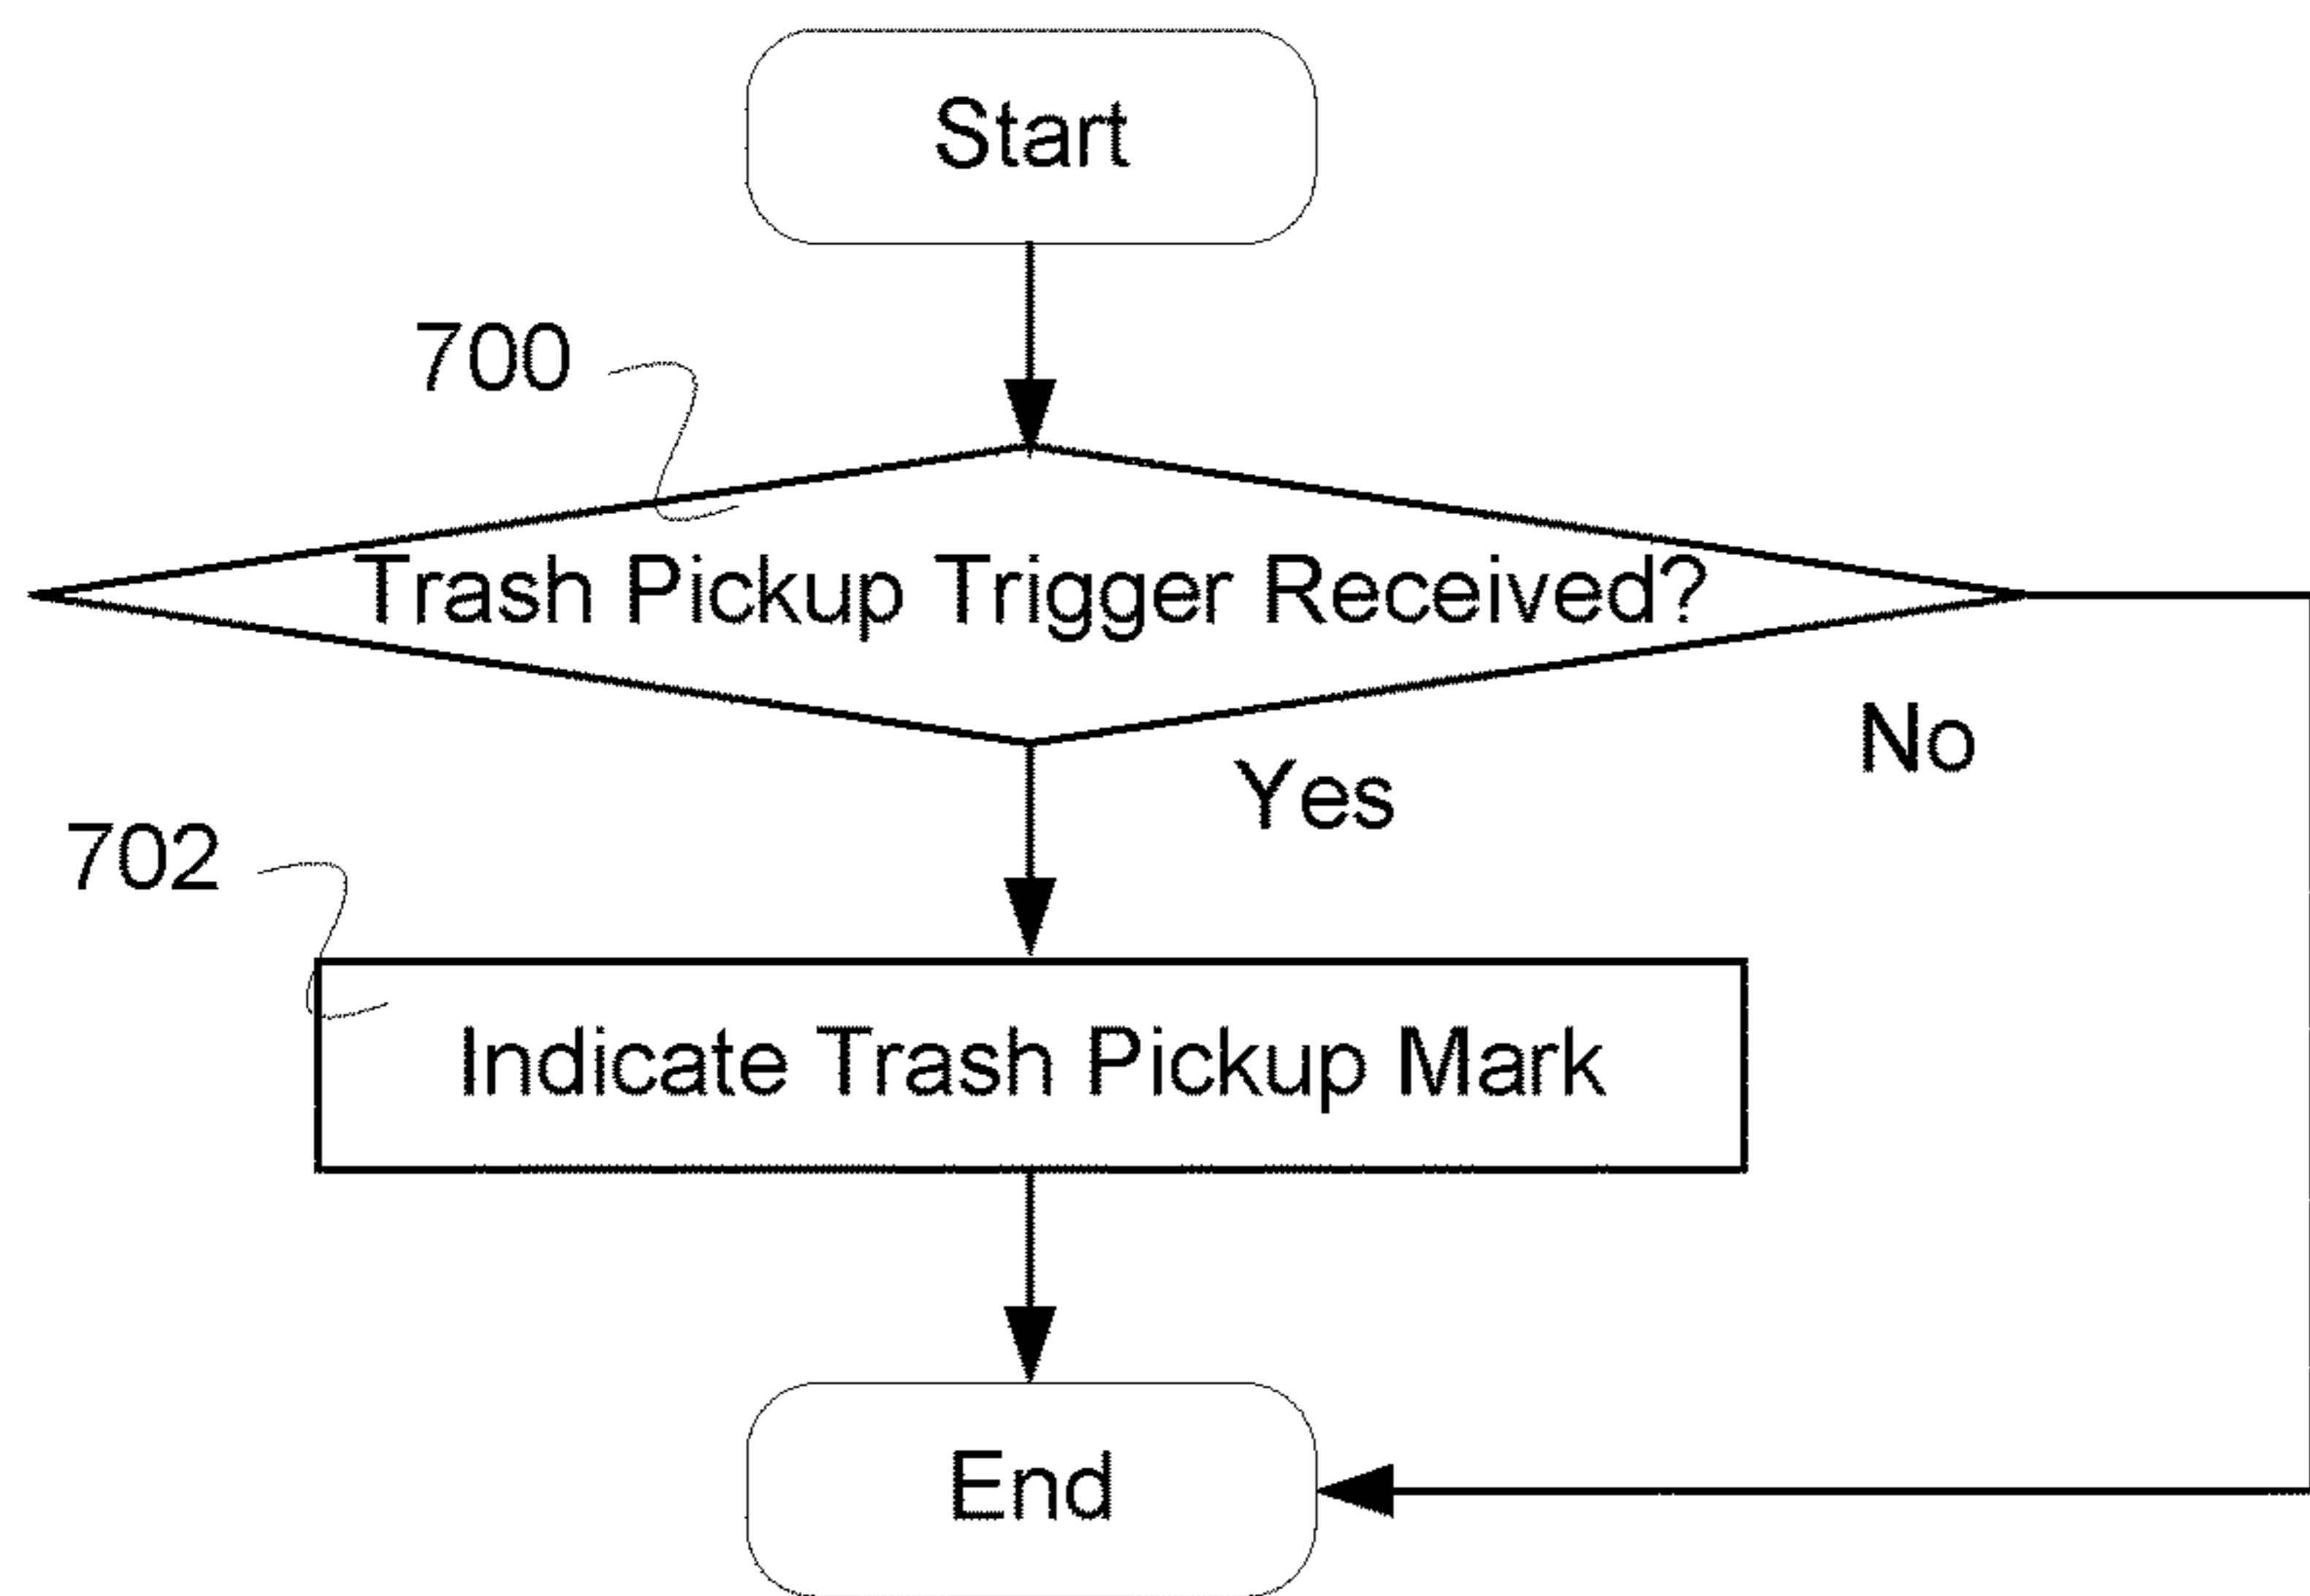 Start
700
Trash Pickup Trigger Received?
No
Yes
702
Indicate Trash Pickup Mark
End